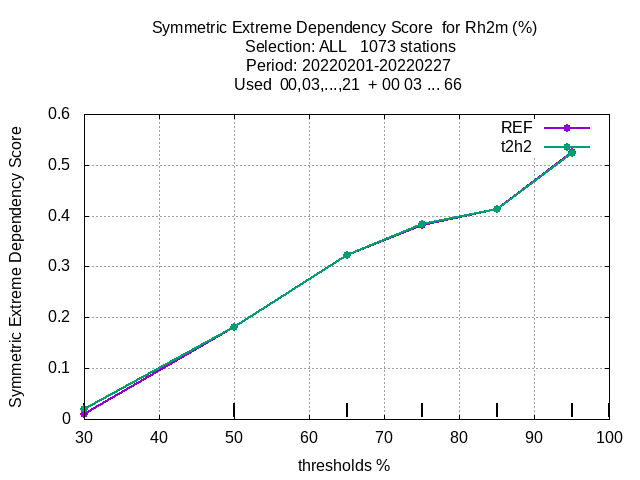 Symmetric Extreme Dependency Score  for Rh2m (%)
Selection: ALL   1073 stations
Period: 20220201-20220227
Used  00,03,...,21  + 00 03 ... 66
REF
t2h2
Symmetric Extreme Dependency Score
0.6
0.5
0.4
0.3
0.2
0.1
0
30 40 50 60 70 80 90 100
thresholds %